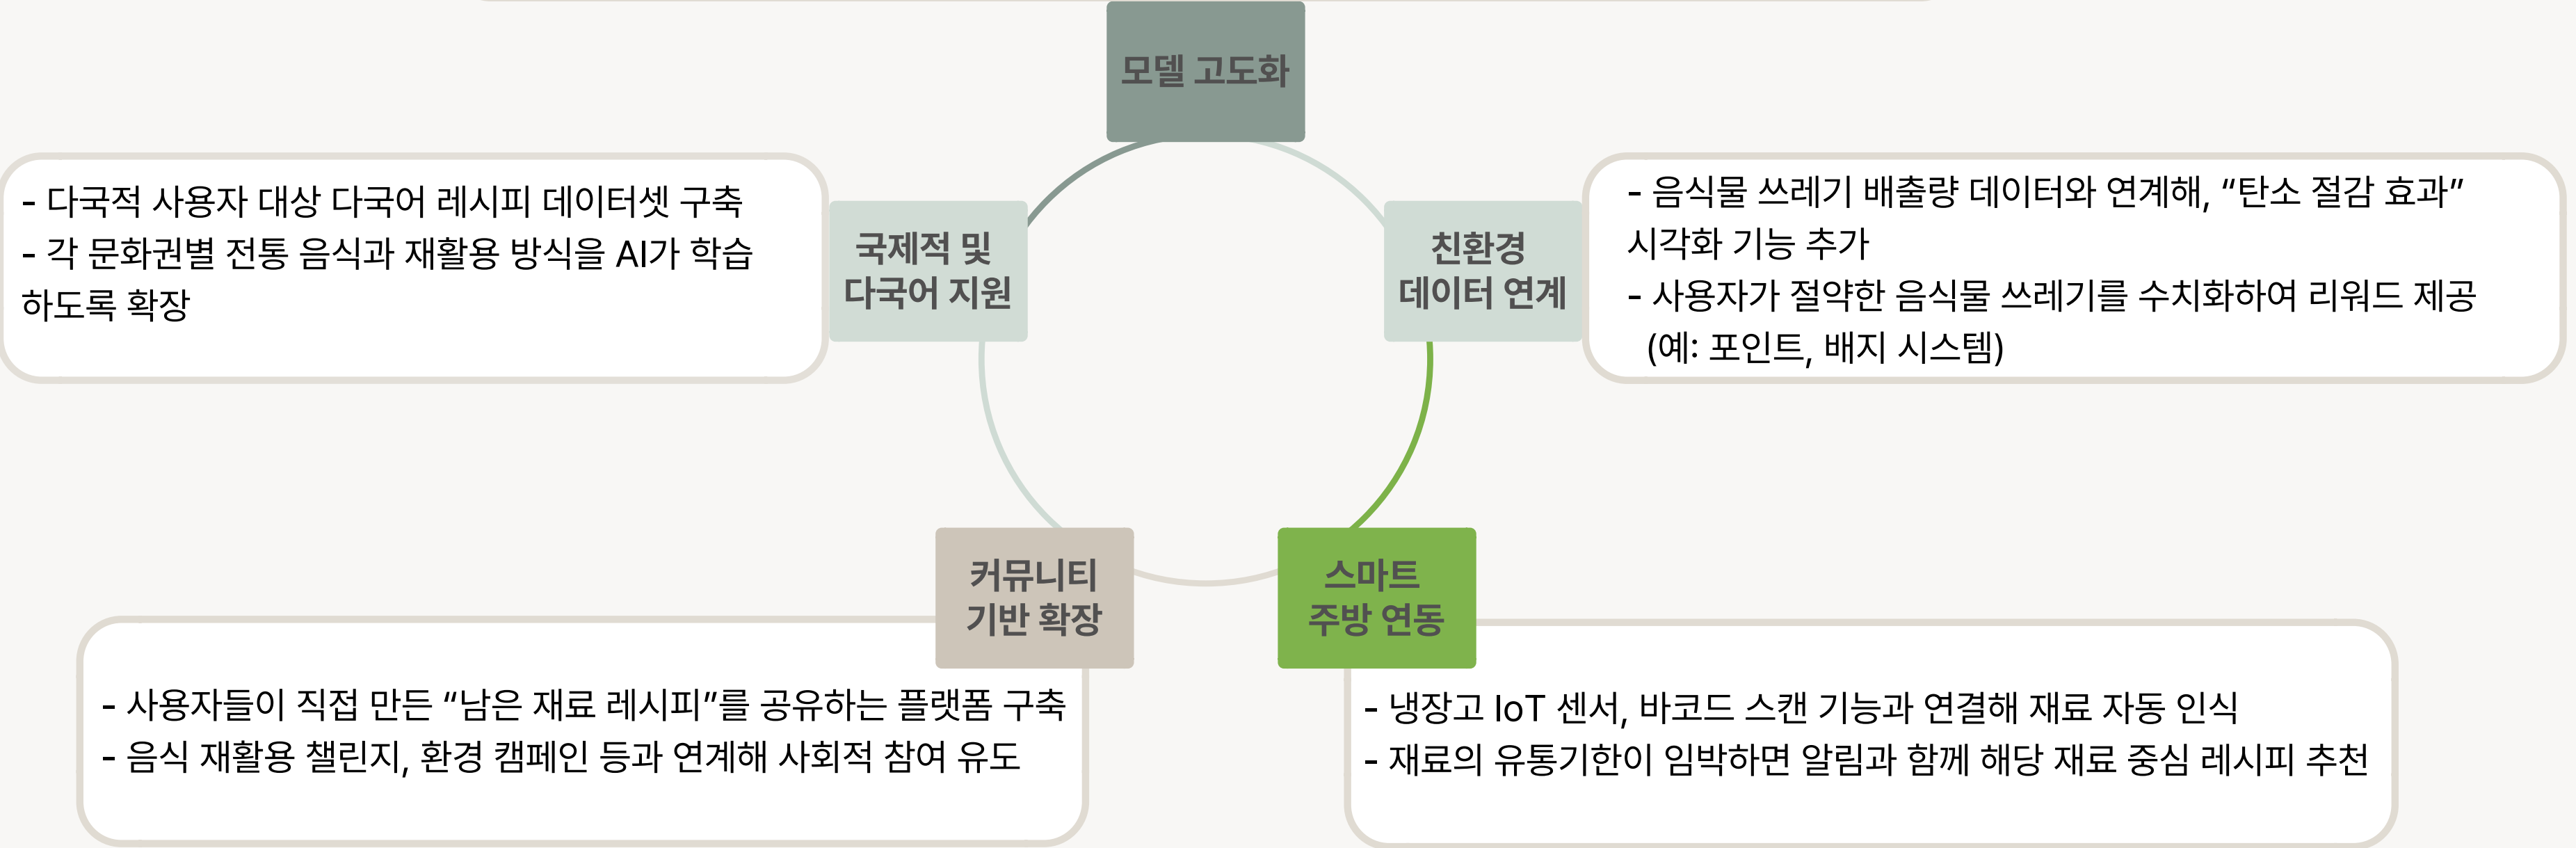 모델 고도화
- 다국적 사용자 대상 다국어 레시피 데이터셋 구축
- 각 문화권별 전통 음식과 재활용 방식을 AI가 학습
하도록 확장
국제적 및
다국어 지원
친환경
데이터 연계
- 음식물 쓰레기 배출량 데이터와 연계해, “탄소 절감 효과”
시각화 기능 추가
- 사용자가 절약한 음식물 쓰레기를 수치화하여 리워드 제공
(예: 포인트, 배지 시스템)
커뮤니티
기반 확장
- 사용자들이 직접 만든 “남은 재료 레시피”를 공유하는 플랫폼 구축
- 음식 재활용 챌린지, 환경 캠페인 등과 연계해 사회적 참여 유도
스마트
주방 연동
- 냉장고 IoT 센서, 바코드 스캔 기능과 연결해 재료 자동 인식
- 재료의 유통기한이 임박하면 알림과 함께 해당 재료 중심 레시피 추천